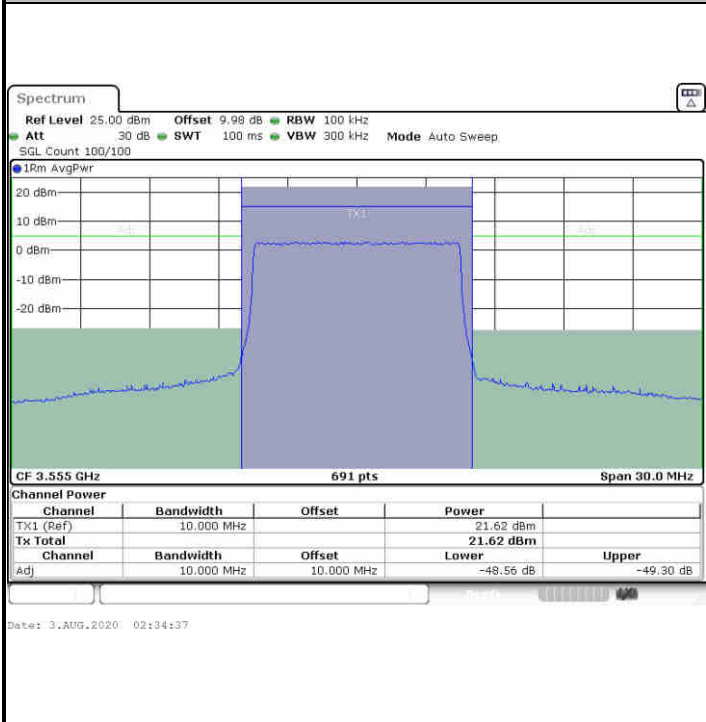 Spectrum
Ref Level 25.00 dBm Offset 9.98 dB RBW 100 kHz
Att 30 dB SWT 100 ms VBW 300 kHz Mode Auto Sweep
SGL Count 100/100
1Rm AvgPwr
20 dBm
TX1
10 dBm
Adj
Adj
0 dBm
-10 dBm
-20 dBm
CF 3.555 GHz 691 pts Span 30.0 MHz
Channel Power
Channel Bandwidth Offset Power
TX1 (Ref) 10.000 MHz 21.62 dBm
Tx Total 21.62 dBm
Channel Bandwidth Offset Lower Upper
Adj 10.000 MHz 10.000 MHz -48.56 dB -49.30 dB
Date: 3.AUG.2020 02:34:37